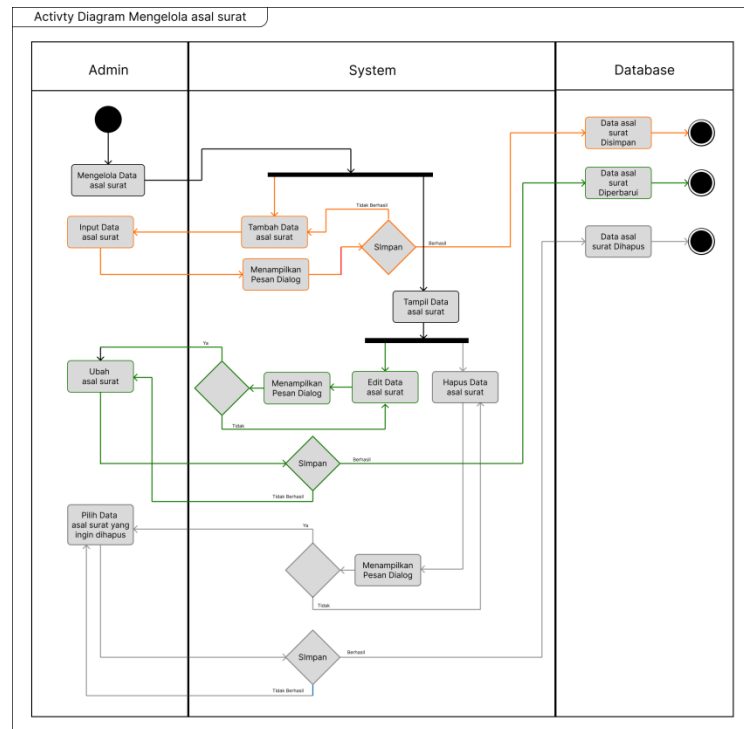 Activty Diagram Mengelola asal surat
Admin
System
Database
Mengelola Data
asal surat
Data asal
surat
Disimpan
Data asal
surat
Diperbarui
Tidak Berhasil
Input Data
asal surat
Tambah Data
asal surat
SImpan
Berhasil
Data asal
surat Dihapus
Menampilkan
Pesan Dialog
Tampil Data
asal surat
Ya
Ubah
asal surat
Menampilkan
Pesan Dialog
Edit Data
asal surat
Hapus Data
asal surat
Tidak
SImpan
Berhasil
Tidak Berhasil
Pilih Data
asal surat yang
ingin dihapus
Ya
Menampilkan
Pesan Dialog
Tidak
SImpan
Berhasil
Tidak Berhasil